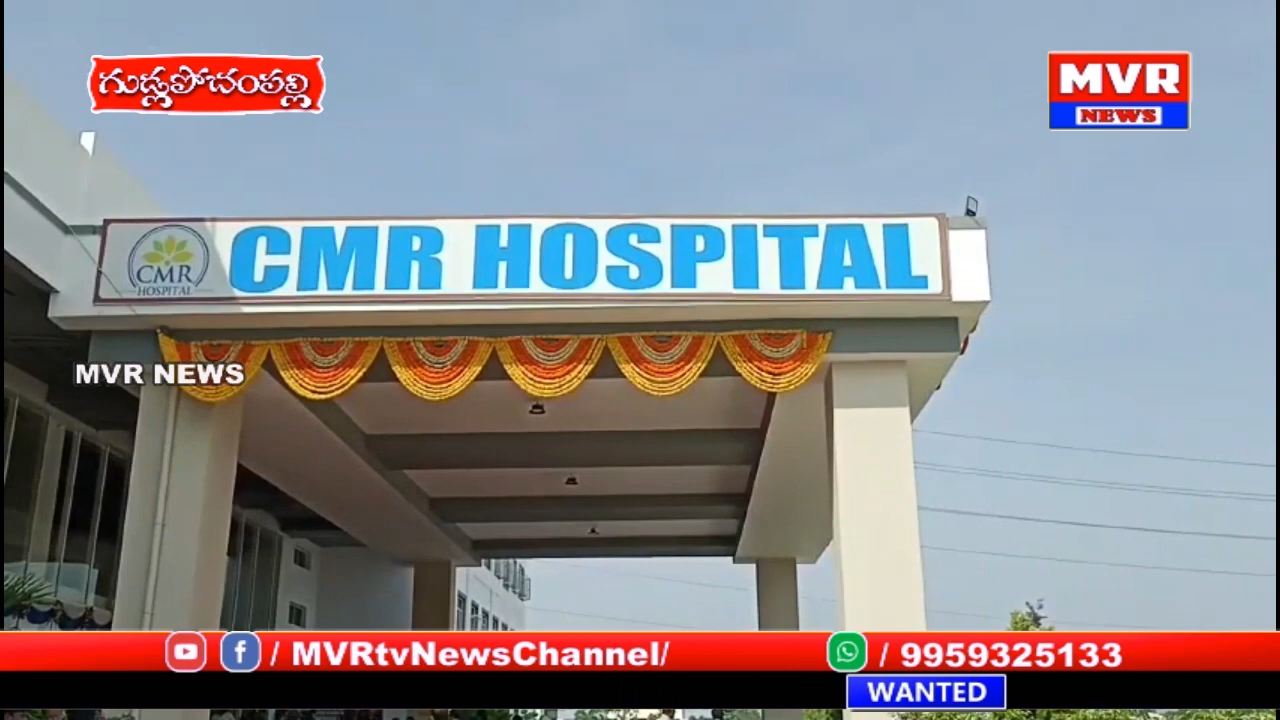 గుడ్లపోచంపల్లి
MVR
NEWS
CMR HOSPITAL
CMR
HOSPITAL
MVR NEWS
/ MVRtvNewsChannel/
/ 9959325133
WANTED